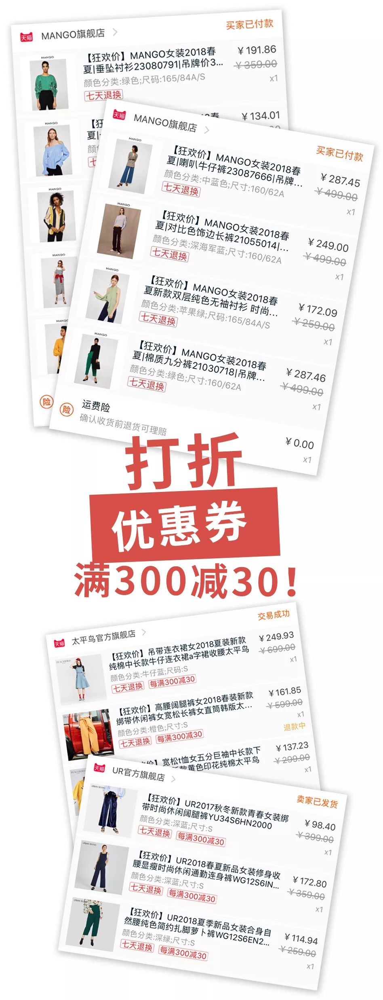 天猫 MANGO旗舰店 >
买家已付款
MANGO
【狂欢价】MANGO女装2018春
夏|垂坠衬衫23080791|吊牌价3...
颜色分类:绿色;尺码:165/84A/S
七天退换
￥191.86
￥359.00
x1
MANGO
￥134.01
MANGO
MANGO
险
天猫 MANGO旗舰店 >
买家已付款
MANGO
【狂欢价】MANGO女装2018春
夏|喇叭牛仔裤23087666|吊牌...
颜色分类:中蓝色;尺寸:160/62A
七天退换
￥287.45
￥499.00
x1
MANGO
【狂欢价】MANGO女装2018春
夏|对比色饰边长裤21055014|...
颜色分类:深海军蓝;尺寸:160/62A
七天退换
￥249.00
￥499.00
x1
MANGO
【狂欢价】MANGO女装2018春
夏新款双层纯色无袖衬衫 时尚...
颜色分类:苹果绿;尺码:165/84A/S
七天退换
￥172.09
￥259.00
x1
MANGO
【狂欢价】MANGO女装2018春
夏|棉质九分裤21030718|吊牌...
颜色分类:绿色;尺寸:160/62A
七天退换
￥287.46
￥499.00
x1
险 运费险
确认收货前退货可理赔
￥0.00
x1
打折
优惠券
满300减30！
天猫 太平鸟官方旗舰店 >
交易成功
PEACEBIRD
【狂欢价】吊带连衣裙女2018夏装新款
纯棉中长款牛仔连衣裙a字裙收腰太平鸟
颜色分类:牛仔蓝;尺码:S
七天退换 每满300减30
￥249.93
￥699.00
x1
【狂欢价】高腰阔腿裤女2018春装新款
绑带休闲裤女宽松长裤女直筒韩版太...
颜色分类:橙色;尺寸:S
七天退换 每满300减30
￥161.85
￥599.00
x1
退款中
PEACEBIRD
价】宽松t恤女五分巨袖中长款下
款黄色印花纯棉太平鸟
￥137.23
￥299.00
x1
天猫 UR官方旗舰店 >
卖家已发货
URBAN REVIVO
【狂欢价】UR2017秋冬新款青春女装绑
带时尚休闲阔腿裤YU34S6HN2000
颜色分类:深蓝;尺寸:S
七天退换 每满300减30
￥98.40
￥399.00
x1
URBAN REVIVO
【狂欢价】UR2018春夏新品女装修身收
腰显瘦时尚休闲通勤连身裤WG12S6IN...
颜色分类:深蓝;尺寸:S
七天退换 每满300减30
￥172.80
￥359.00
x1
URBAN REVIVO
【狂欢价】UR2018夏季新品女装合身自
然腰纯色简约扎脚萝卜裤WG12S6EN2...
颜色分类:深绿;尺寸:S
七天退换 每满300减30
￥114.94
￥259.00
x1